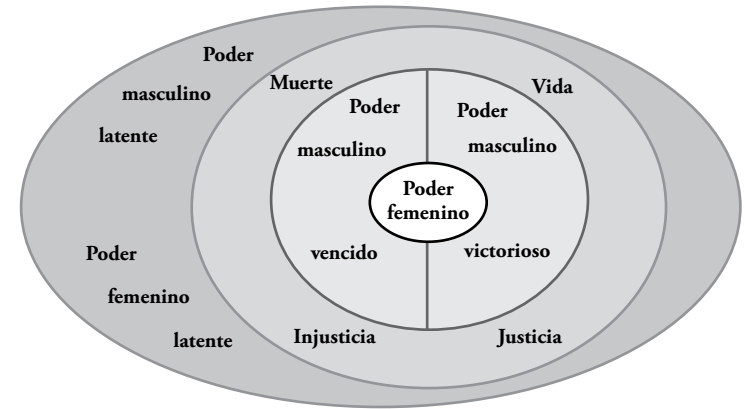 Poder
masculino
latente
Muerte
Vida
Poder
masculino
Poder
masculino
Poder
femenino
vencido
victorioso
Poder
femenino
latente
Injusticia
Justicia